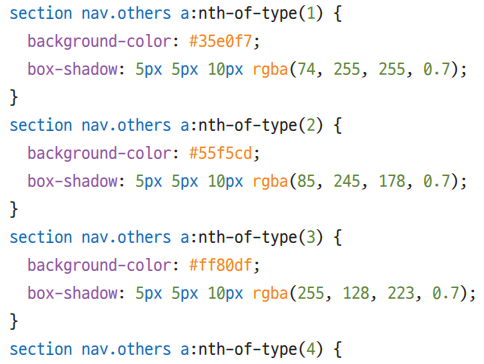 section nav.others a:nth-of-type(1) {
background-color: #35e0f7;
box-shadow: 5px 5px 10px rgba(74, 255, 255, 0.7);
}
section nav.others a:nth-of-type(2) {
background-color: #55f5cd;
box-shadow: 5px 5px 10px rgba(85, 245, 178, 0.7);
}
section nav.others a:nth-of-type(3) {
background-color: #ff80df;
box-shadow: 5px 5px 10px rgba(255, 128, 223, 0.7);
}
section nav.others a:nth-of-type(4) {